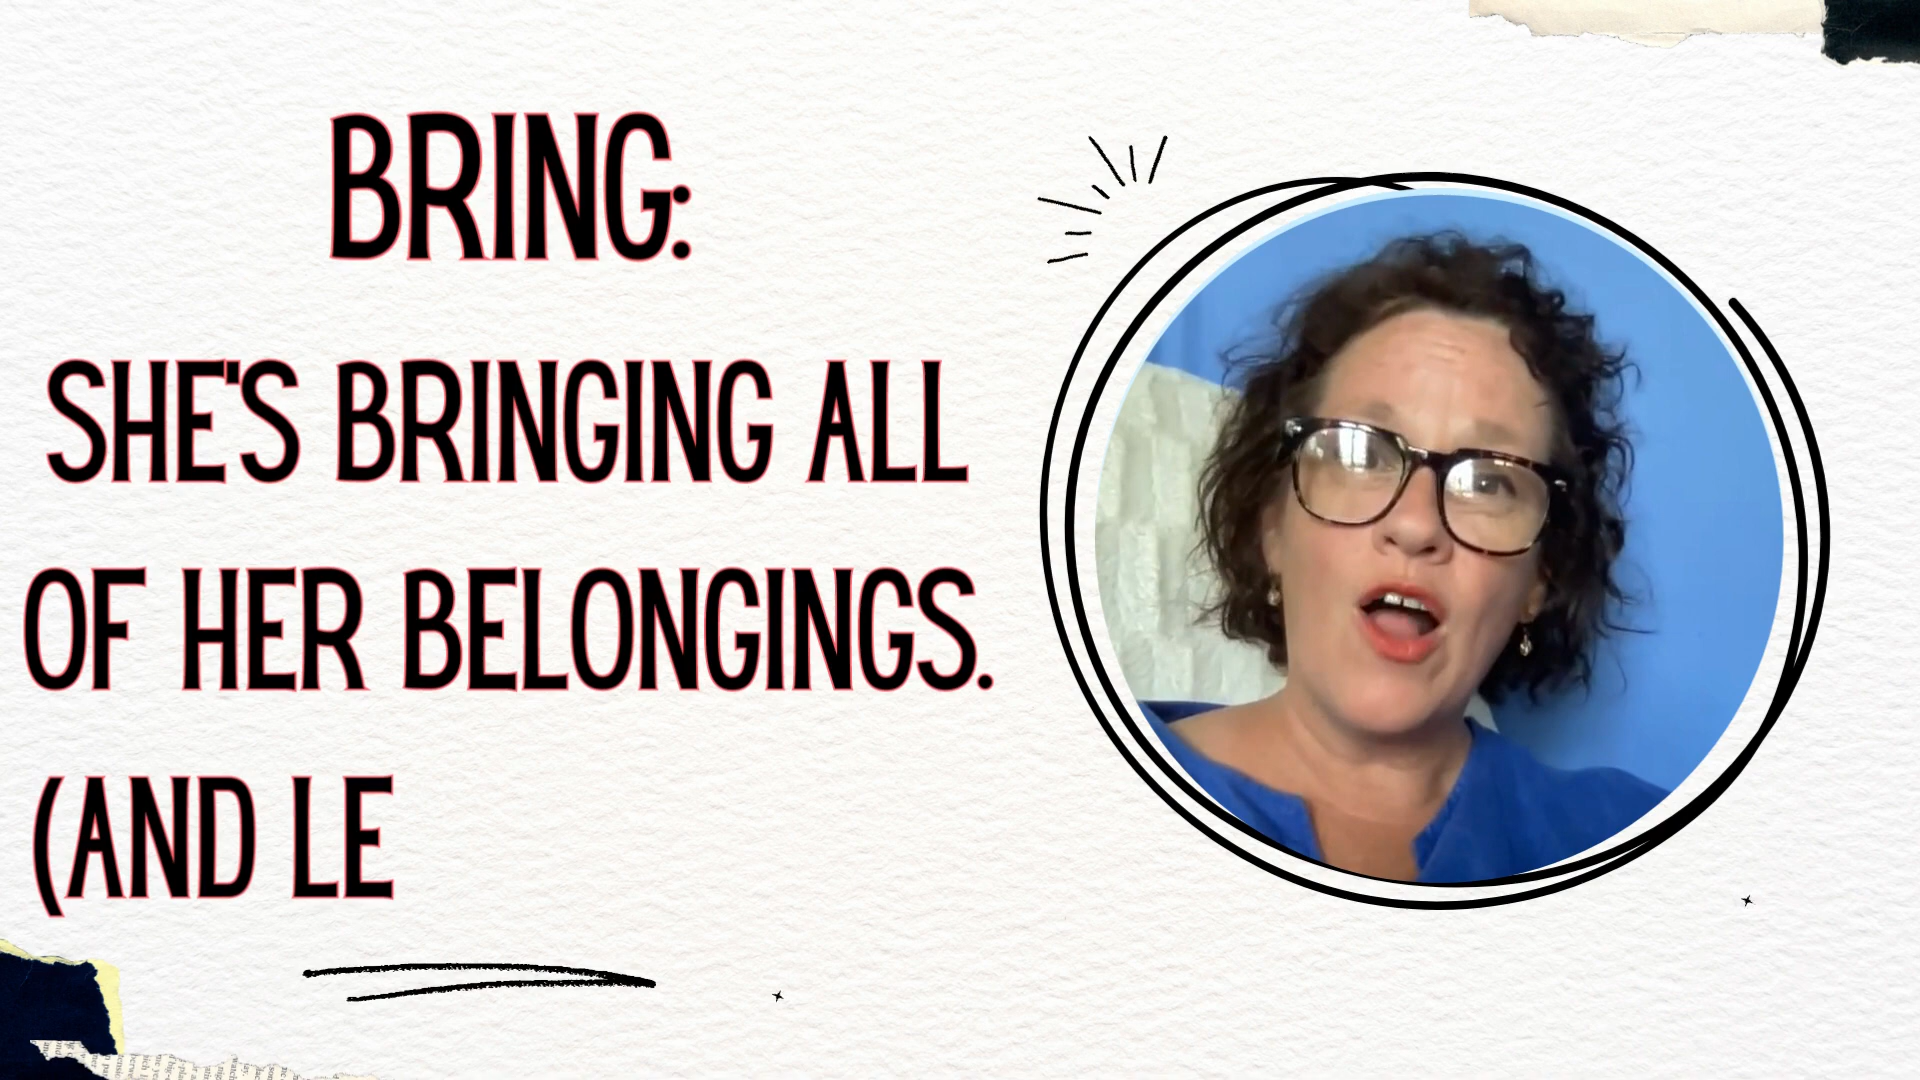 BRING:
SHE'S BRINGING ALL
OF HER BELONGINGS.
(AND LE